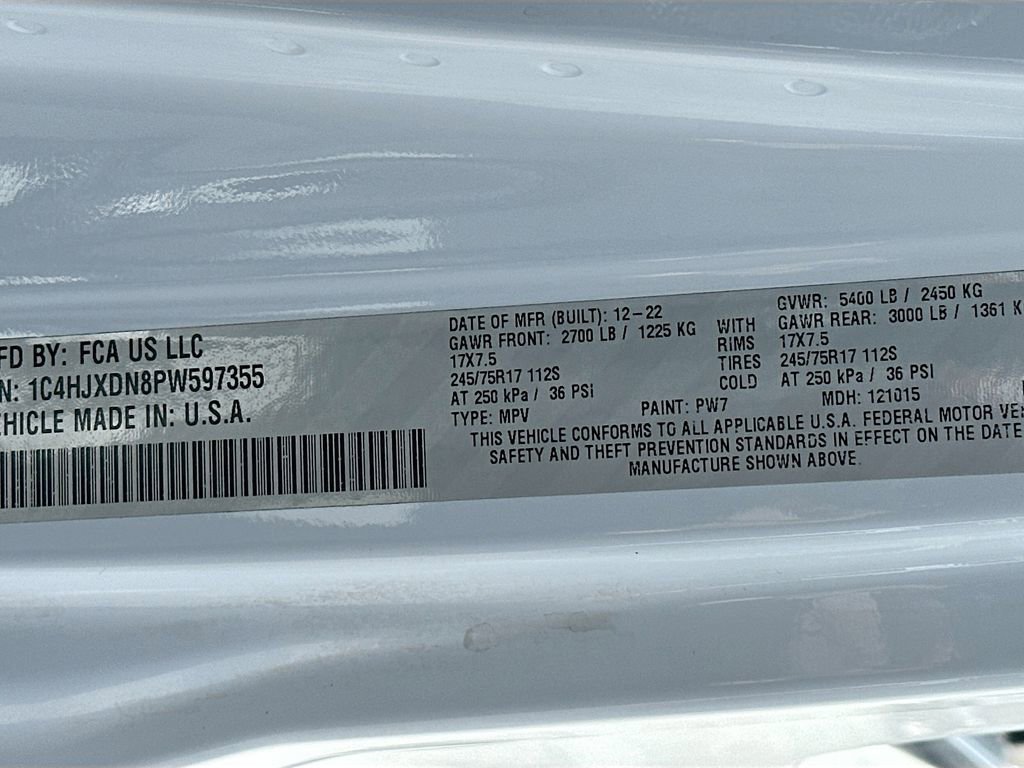 FD BY: FCA US LLC
N: 1C4HJXDN8PW597355
EHICLE MADE IN: U.S.A.
DATE OF MFR (BUILT): 12-22
GAWR FRONT: 2700 LB / 1225 KG
17X7.5
245/75R17 112S
AT 250 kPa / 36 PSI
TYPE: MPV
WITH
RIMS
TIRES
COLD
GVWR: 5400 LB / 2450 KG
GAWR REAR: 3000 LB / 1361 K
17X7.5
245/75R17 112S
AT 250 kPa / 36 PSI
PAINT: PW7
MDH: 121015
THIS VEHICLE CONFORMS TO ALL APPLICABLE U.S.A. FEDERAL MOTOR VE
SAFETY AND THEFT PREVENTION STANDARDS IN EFFECT ON THE DATE
MANUFACTURE SHOWN ABOVE.